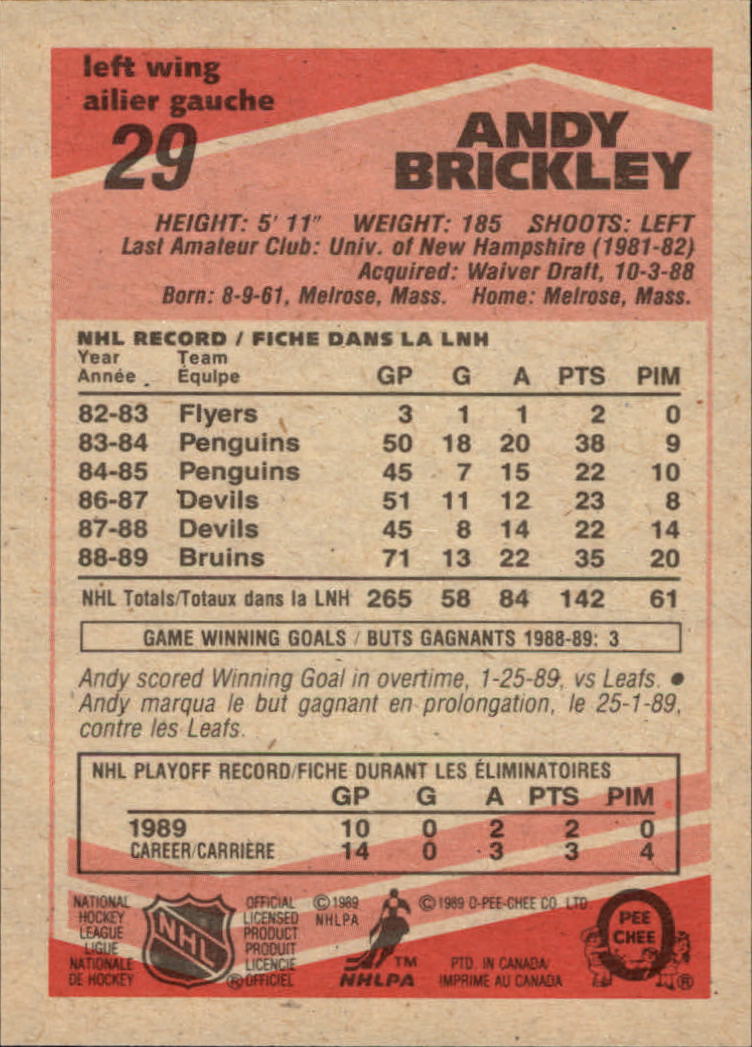 left wing
ailier gauche
29
ANDY
BRICKLEY
HEIGHT: 5' 11" WEIGHT: 185 SHOOTS: LEFT
Last Amateur Club: Univ. of New Hampshire (1981-82)
Acquired: Waiver Draft, 10-3-88
Born: 8-9-61, Melrose, Mass. Home: Melrose, Mass.
NHL RECORD / FICHE DANS LA LNH
Year Team
Année Équipe GP G A PTS PIM
82-83 Flyers 3 1 1 2 0
83-84 Penguins 50 18 20 38 9
84-85 Penguins 45 7 15 22 10
86-87 Devils 51 11 12 23 8
87-88 Devils 45 8 14 22 14
88-89 Bruins 71 13 22 35 20
NHL Totals/Totaux dans la LNH 265 58 84 142 61
GAME WINNING GOALS / BUTS GAGNANTS 1988-89: 3
Andy scored Winning Goal in overtime, 1-25-89, vs Leafs. ●
Andy marqua le but gagnant en prolongation, le 25-1-89,
contre les Leafs.
NHL PLAYOFF RECORD/FICHE DURANT LES ÉLIMINATOIRES
GP G A PTS PIM
1989 10 0 2 2 0
CAREER/CARRIÈRE 14 0 3 3 4
NATIONAL
HOCKEY
LEAGUE
LIGUE
NATIONALE
DE HOCKEY
NHL
®
OFFICIAL
LICENSED
PRODUCT
PRODUIT
LICENCIE
OFFICIEL
© 1989
NHLPA
TM
NHLPA
© 1989 O-PEE-CHEE CO. LTD
PTD. IN CANADA/
IMPRIME AU CANADA
PEE
CHEE
®